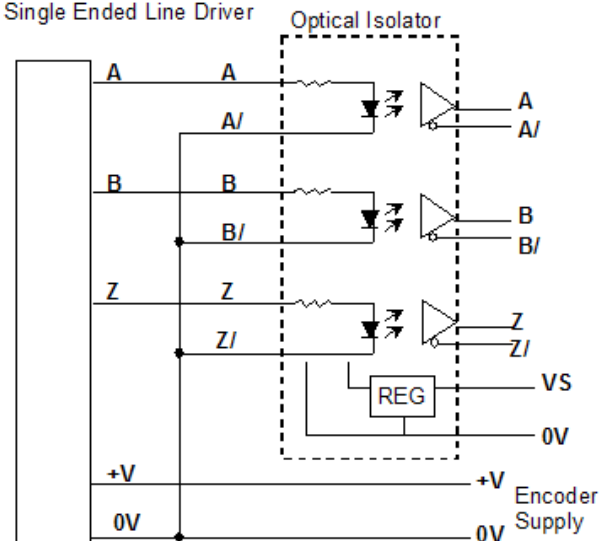 Single Ended Line Driver
Optical Isolator
A A
A/
A
A/
B B
B/
B
B/
Z Z
Z/
Z
Z/
REG
VS
0V
+V +V
Encoder
Supply
0V 0V